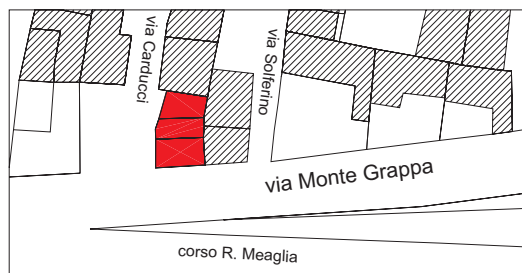 via Carducci
via Solferino
via Monte Grappa
corso R. Meaglia